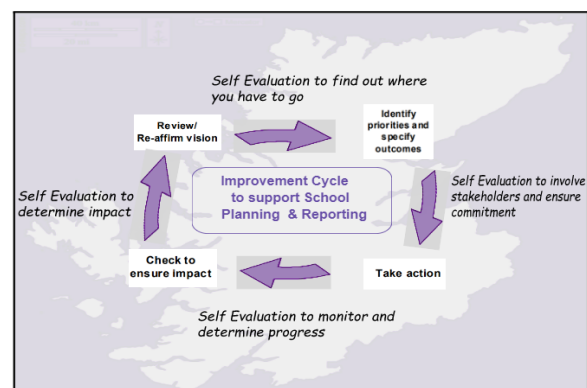 Self Evaluation to find out where
you have to go
Review/
Re-affirm vision
Identify
priorities and
specify
outcomes
Improvement Cycle
to support School
Planning & Reporting
Self Evaluation to
determine impact
Self Evaluation to involve
stakeholders and ensure
commitment
Check to
ensure impact
Take action
Self Evaluation to monitor and
determine progress